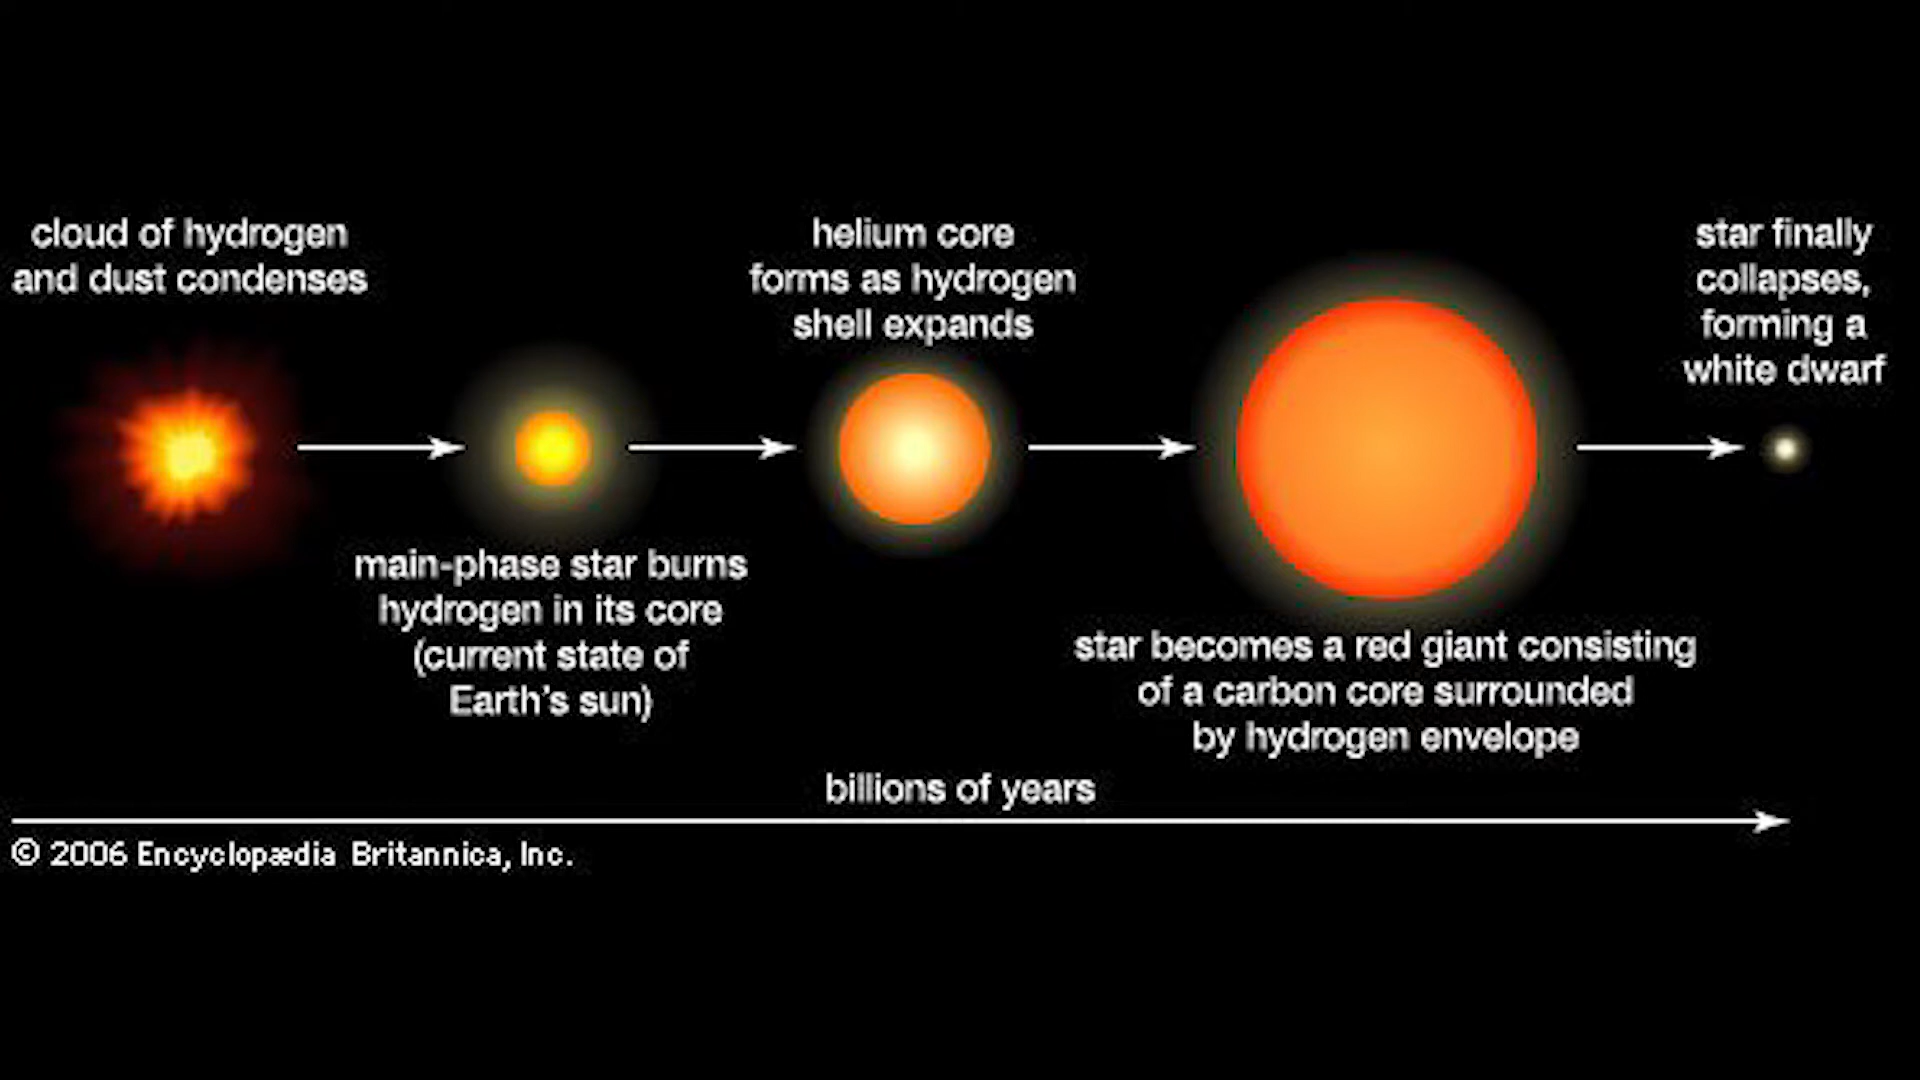 cloud of hydrogen
and dust condenses
main-phase star burns
hydrogen in its core
(current state of
Earth's sun)
helium core
forms as hydrogen
shell expands
star becomes a red giant consisting
of a carbon core surrounded
by hydrogen envelope
star finally
collapses,
forming a
white dwarf
billions of years
© 2006 Encyclopædia Britannica, Inc.